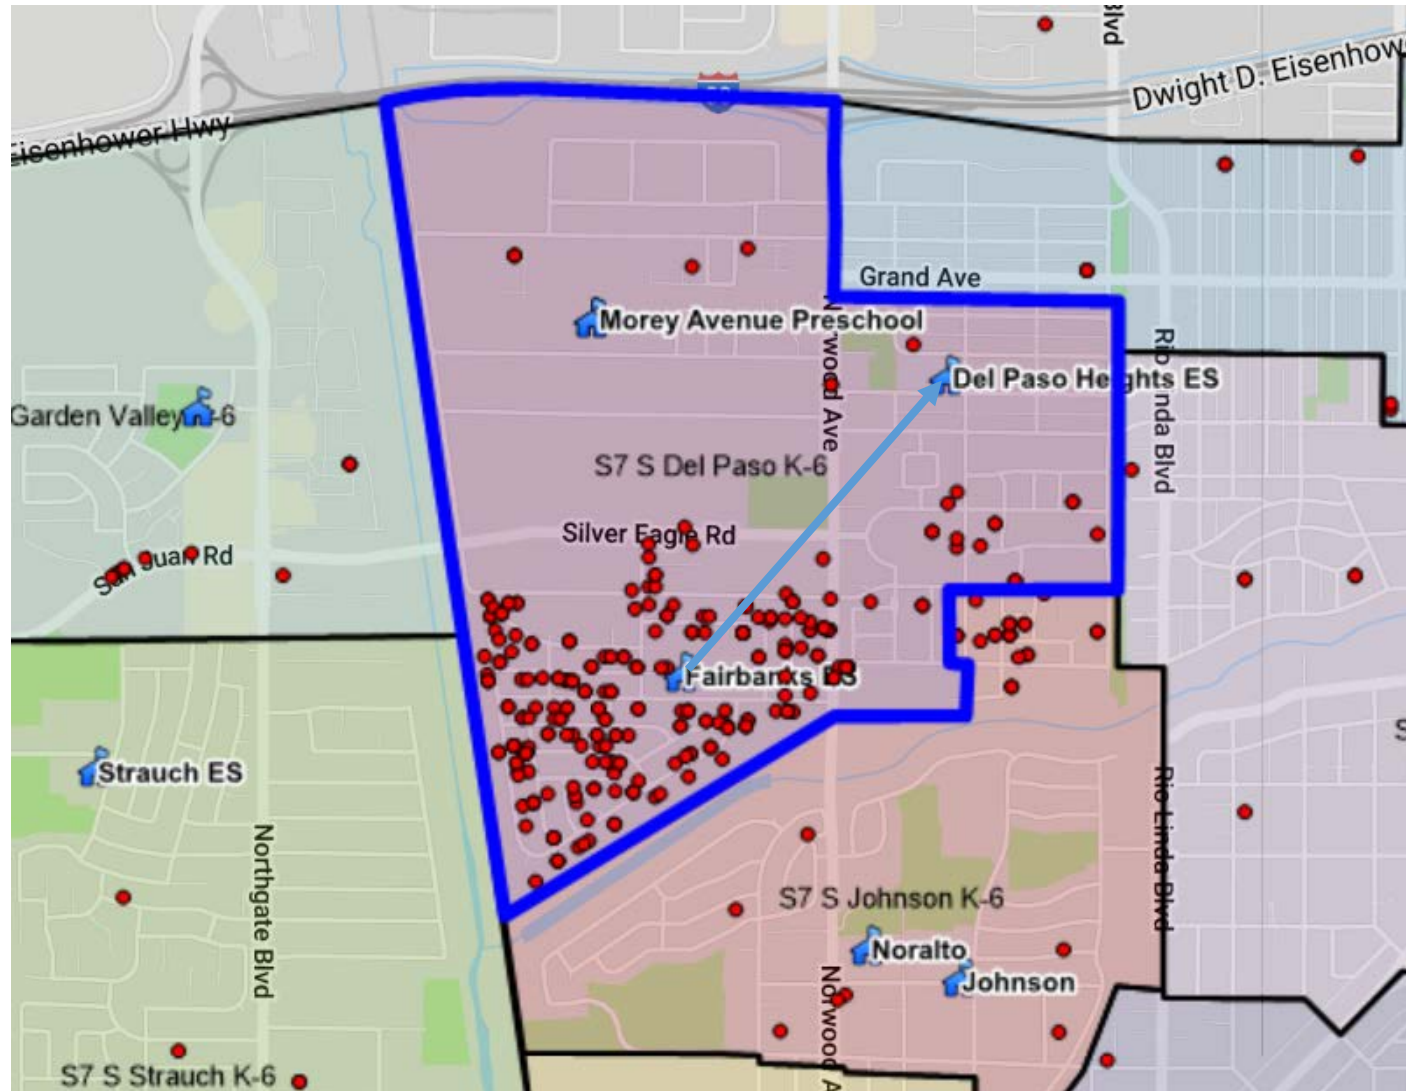 Blvd
Dwight D. Eisenhow
Eisenhower Hwy
Grand Ave
Morey Avenue Preschool
Norwood Ave
Del Paso Heights ES
Rio Linda Blvd
Garden Valley K-6
S7 S Del Paso K-6
Silver Eagle Rd
San Juan Rd
Fairbanks ES
Strauch ES
Northgate Blvd
Rio Linda Blvd
S
S7 S Johnson K-6
Noralto
Johnson
Norwood A
S7 S Strauch K-6